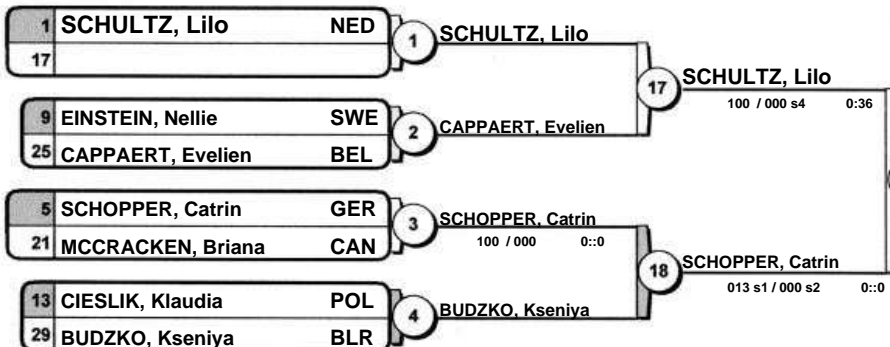 1 SCHULTZ, Lilo NED
17
1 SCHULTZ, Lilo
9 EINSTEIN, Nellie SWE
25 CAPPAERT, Evelien BEL
2 CAPPAERT, Evelien
17 SCHULTZ, Lilo
100 / 000 s4 0:36
5 SCHOPPER, Catrin GER
21 MCCRACKEN, Briana CAN
3 SCHOPPER, Catrin
100 / 000 0::0
13 CIESLIK, Klaudia POL
29 BUDZKO, Kseniya BLR
4 BUDZKO, Kseniya
18 SCHOPPER, Catrin
013 s1 / 000 s2 0::0